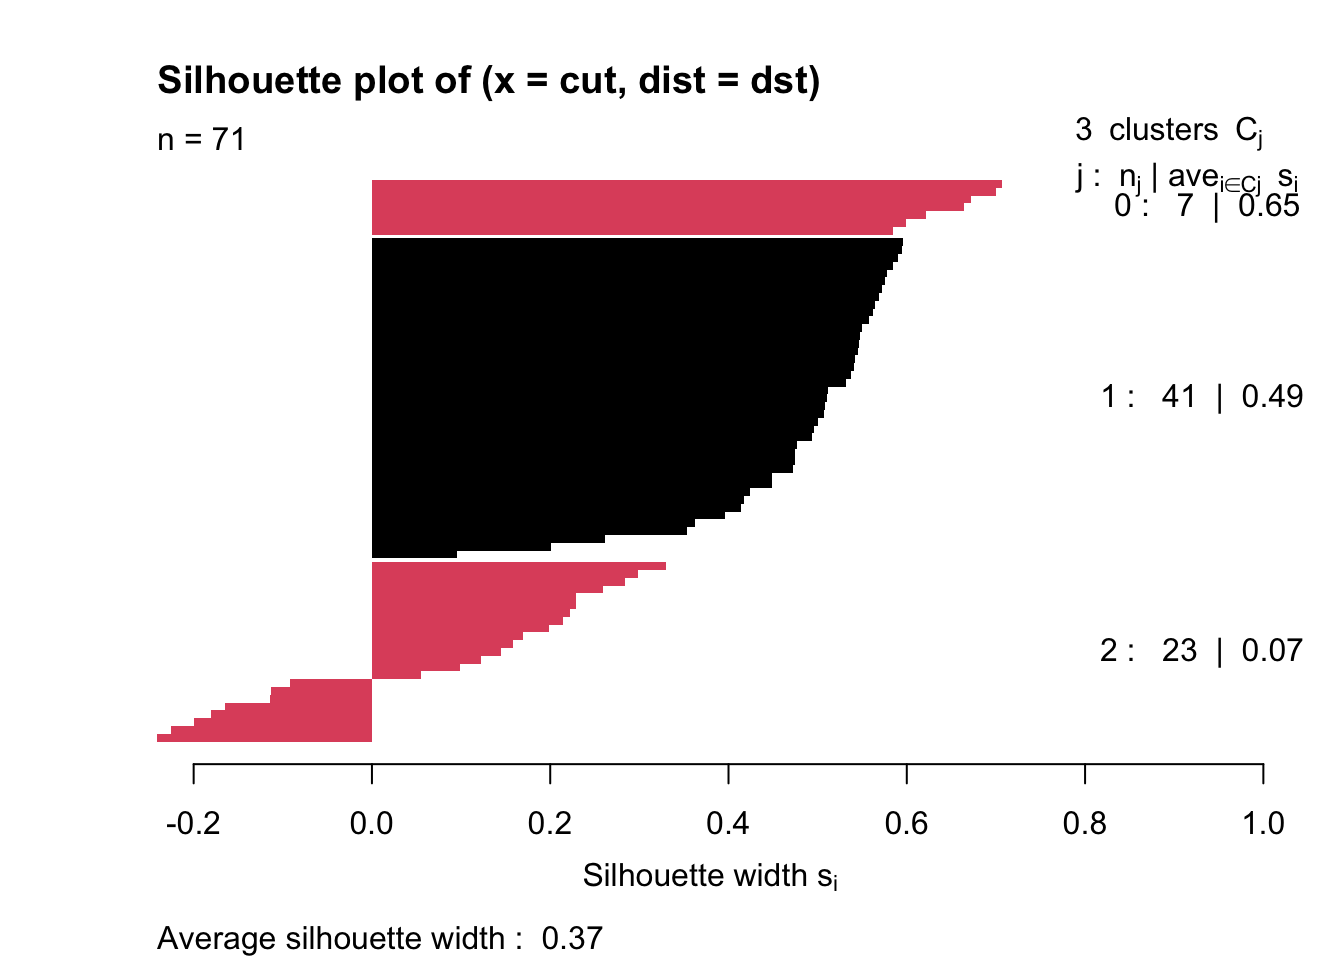 Silhouette plot of (x = cut, dist = dst)
n = 71
3 clusters Cj
j : nj | avei∈Cj si
0 : 7 | 0.65
1 : 41 | 0.49
2 : 23 | 0.07
-0.2 0.0 0.2 0.4 0.6 0.8 1.0
Silhouette width si
Average silhouette width : 0.37